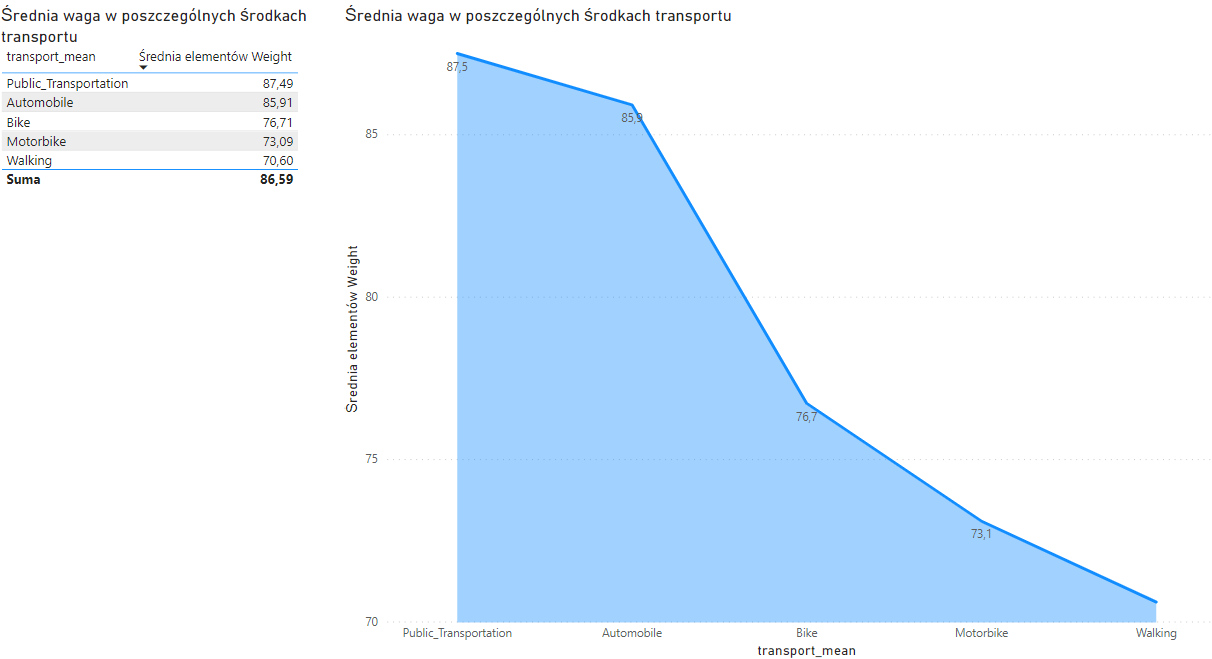 Średnia waga w poszczególnych środkach
transportu
transport_mean Średnia elementów Weight
Public_Transportation 87,49
Automobile 85,91
Bike 76,71
Motorbike 73,09
Walking 70,60
Suma 86,59
Średnia waga w poszczególnych środkach transportu
Średnia elementów Weight
85
80
75
70
87,5
85,9
76,7
73,1
Public_Transportation Automobile Bike Motorbike Walking
transport_mean